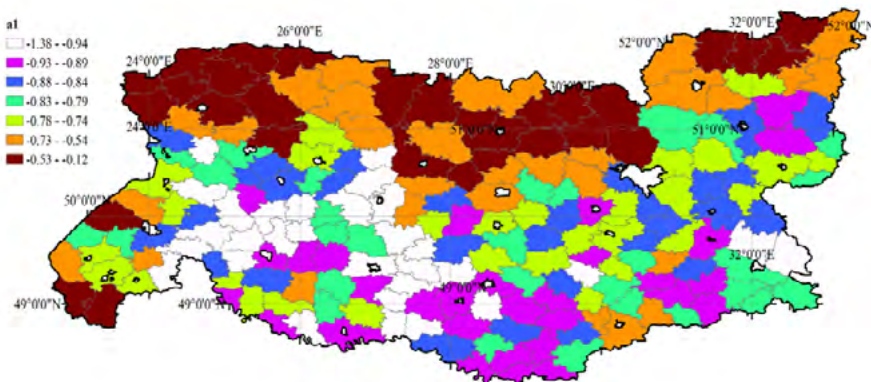 a1
-1.38 - -0.94
-0.93 - -0.89
-0.88 - -0.84
-0.83 - -0.79
-0.78 - -0.74
-0.73 - -0.54
-0.53 - -0.12
26°0'0"E
32°0'0"E
52°0'0"N
52°0'0"N
24°0'0"E
28°0'0"E
30°0'0"E
51°0'0"N
51°0'0"N
50°0'0"N
32°0'0"E
49°0'0"N
49°0'0"N
49°0'0"N